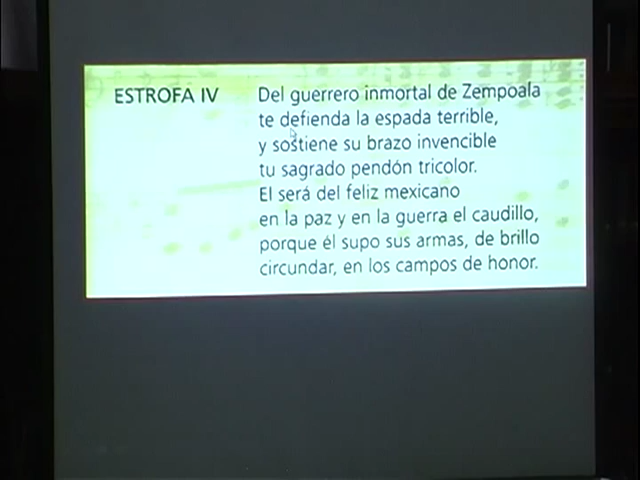 ESTROFA IV
Del guerrero inmortal de Zempoala
te defienda la espada terrible,
y sostiene su brazo invencible
tu sagrado pendón tricolor.
El será del feliz mexicano
en la paz y en la guerra el caudillo,
porque él supo sus armas, de brillo
circundar, en los campos de honor.